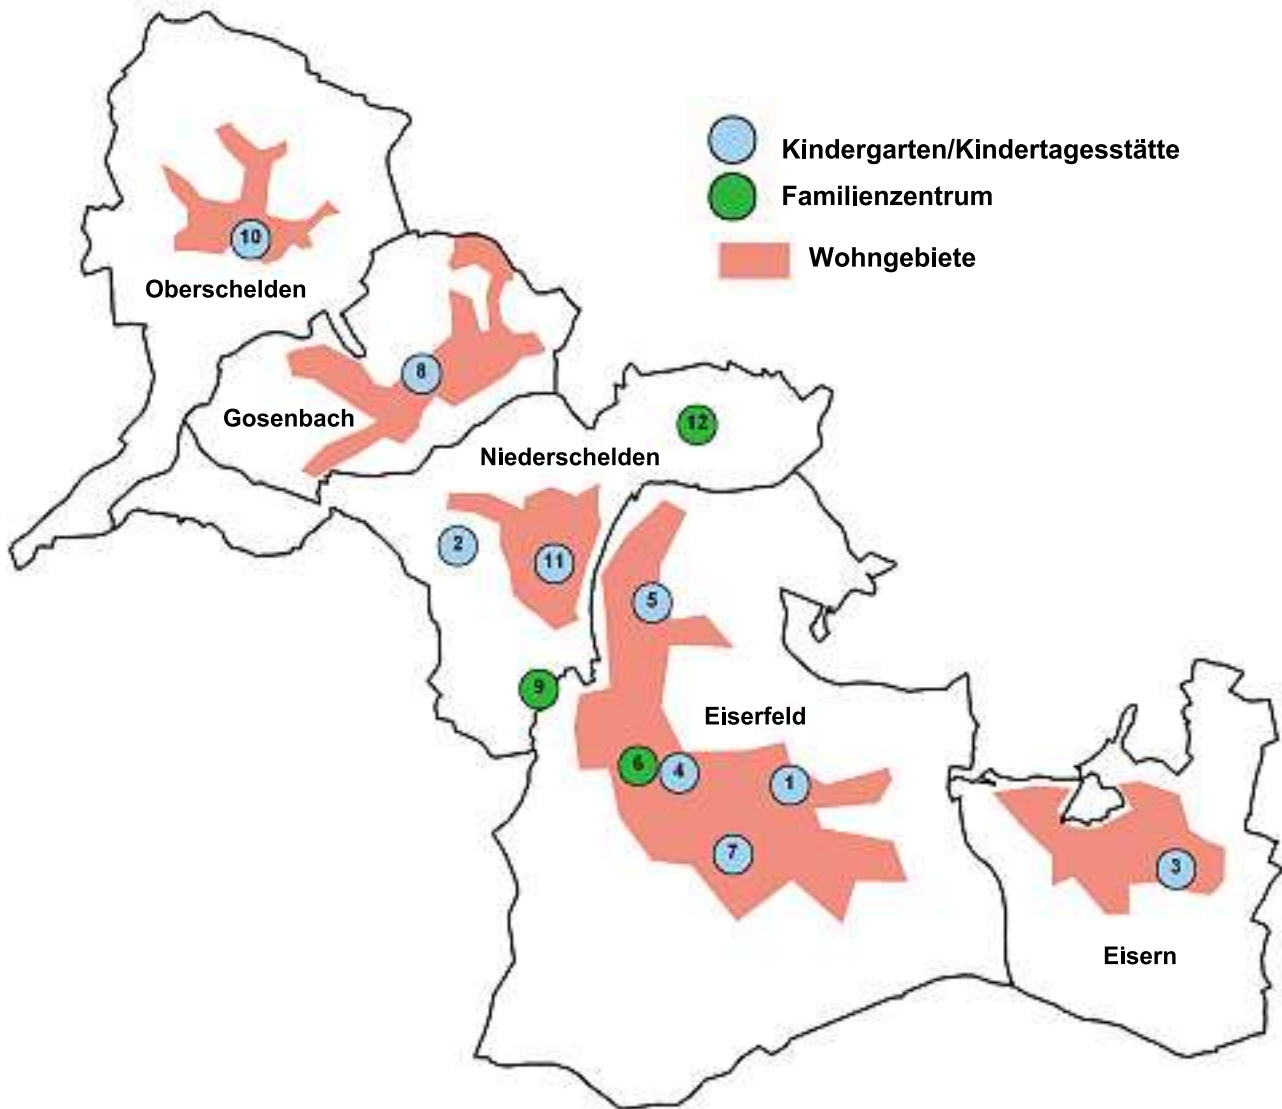 Kindergarten/Kindertagesstätte
Familienzentrum
Wohngebiete
10
Oberschelden
8
Gosenbach
12
Niederschelden
2
11
5
9
Eiserfeld
6
4
1
7
3
Eisern